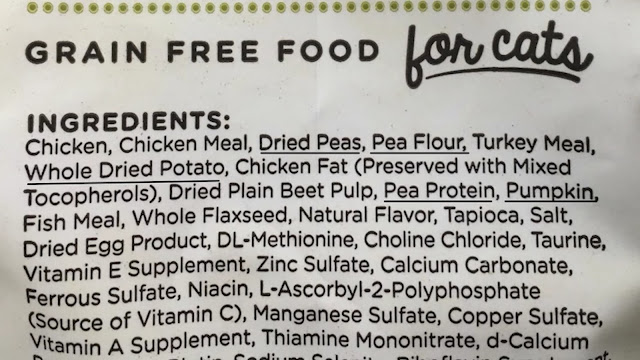 GRAIN FREE FOOD for cats
INGREDIENTS:
Chicken, Chicken Meal, Dried Peas, Pea Flour, Turkey Meal,
Whole Dried Potato, Chicken Fat (Preserved with Mixed
Tocopherols), Dried Plain Beet Pulp, Pea Protein, Pumpkin,
Fish Meal, Whole Flaxseed, Natural Flavor, Tapioca, Salt,
Dried Egg Product, DL-Methionine, Choline Chloride, Taurine,
Vitamin E Supplement, Zinc Sulfate, Calcium Carbonate,
Ferrous Sulfate, Niacin, L-Ascorbyl-2-Polyphosphate
(Source of Vitamin C), Manganese Sulfate, Copper Sulfate,
Vitamin A Supplement, Thiamine Mononitrate, d-Calcium